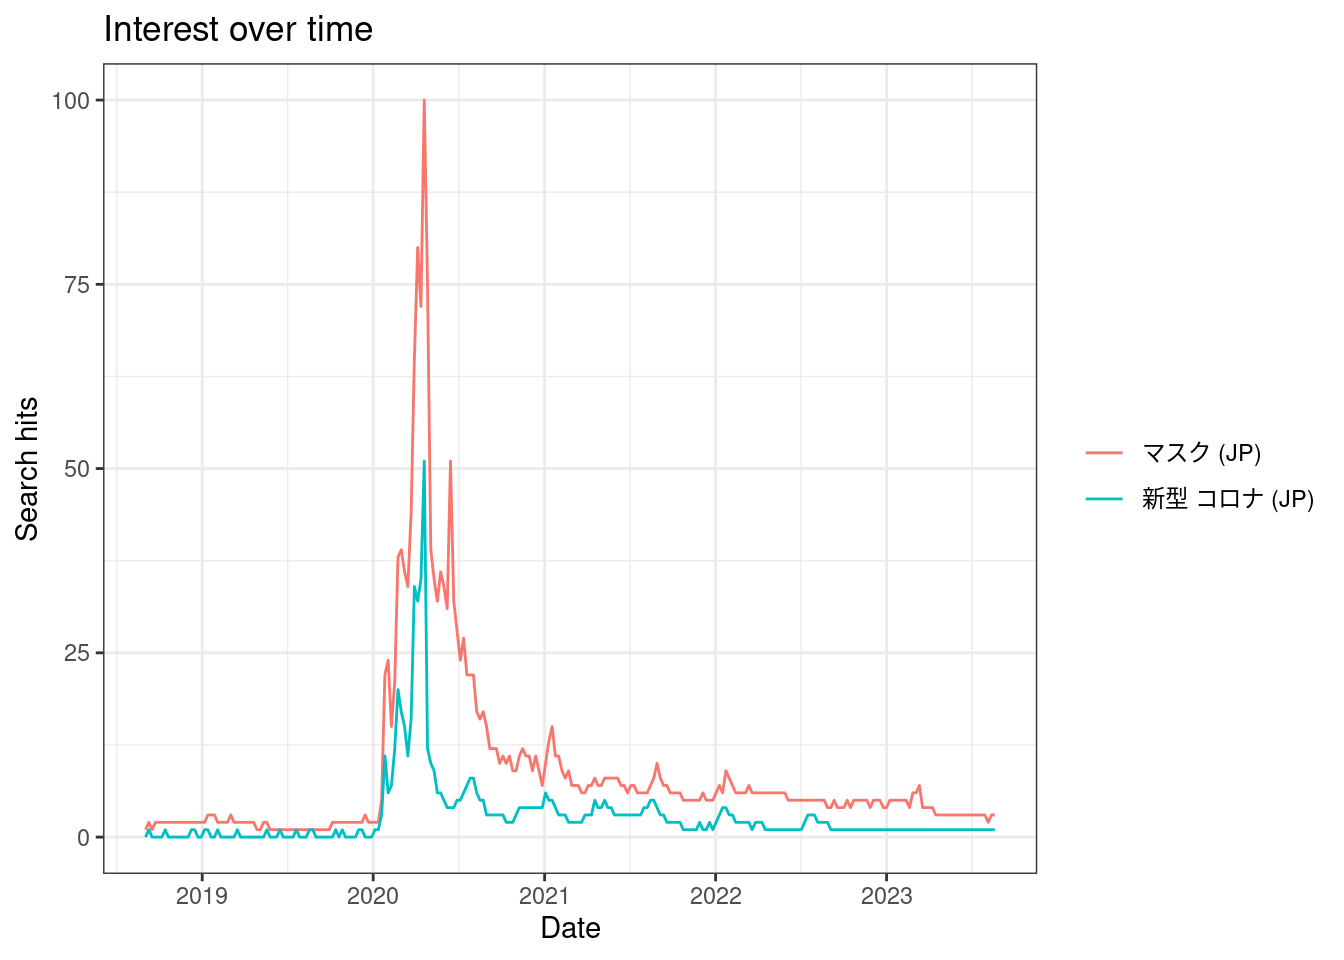 Interest over time
Search hits
100
75
50
25
0
2019
2020
2021
2022
2023
Date
マスク (JP)
新型 コロナ (JP)